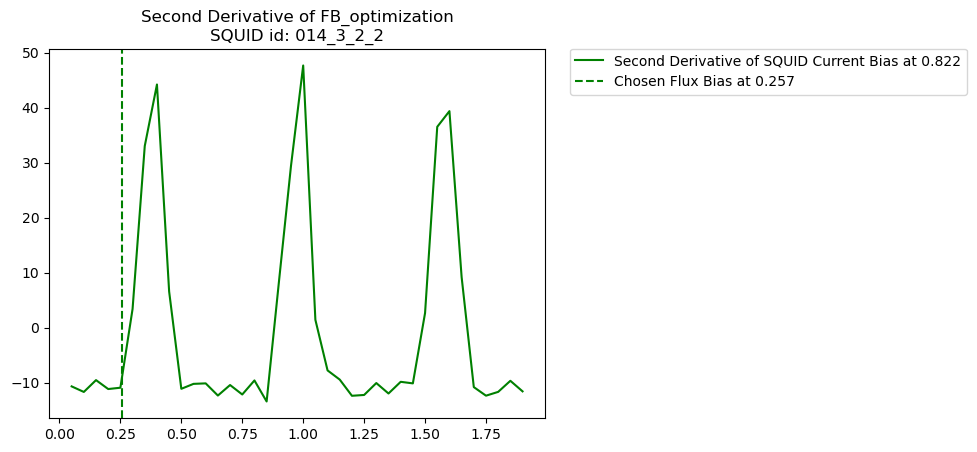 Second Derivative of FB_optimization
SQUID id: 014_3_2_2
50
40
30
20
10
0
−10
0.00 0.25 0.50 0.75 1.00 1.25 1.50 1.75
Second Derivative of SQUID Current Bias at 0.822
Chosen Flux Bias at 0.257